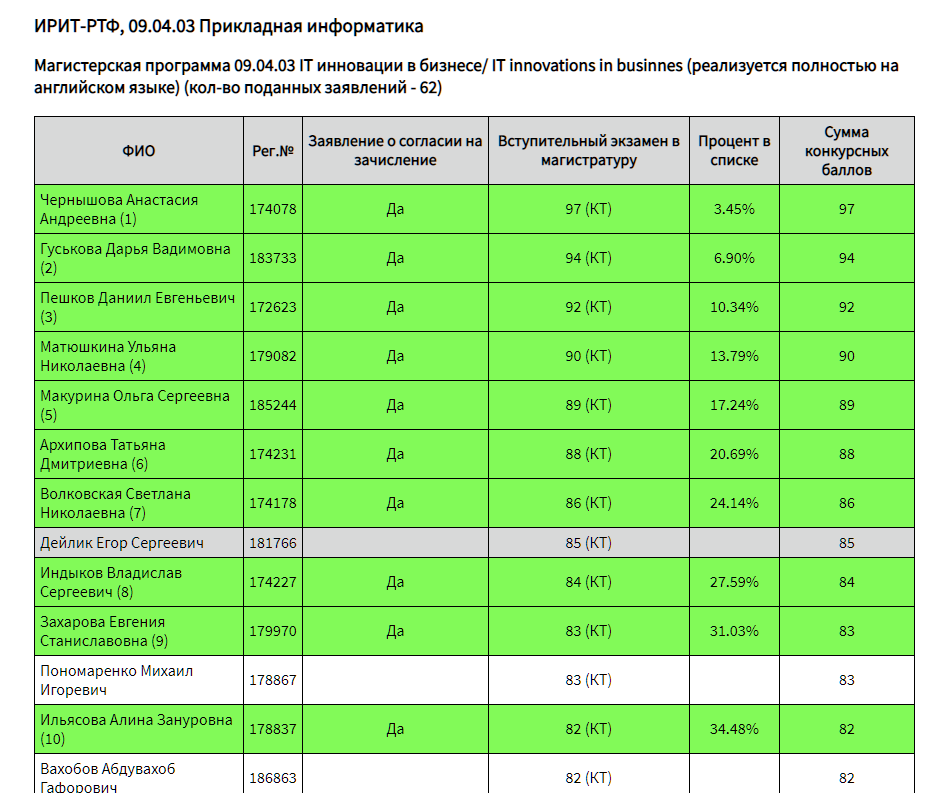 ИРИТ-РТФ, 09.04.03 Прикладная информатика
Магистерская программа 09.04.03 IT инновации в бизнесе/ IT innovations in businnes (реализуется полностью на
английском языке) (кол-во поданных заявлений - 62)
ФИО Рег.№ Заявление о согласии на зачисление Вступительный экзамен в магистратуру Процент в списке Сумма конкурсных баллов
Чернышова Анастасия
Андреевна (1) 174078 Да 97 (КТ) 3.45% 97
Гуськова Дарья Вадимовна
(2) 183733 Да 94 (КТ) 6.90% 94
Пешков Даниил Евгеньевич
(3) 172623 Да 92 (КТ) 10.34% 92
Матюшкина Ульяна
Николаевна (4) 179082 Да 90 (КТ) 13.79% 90
Макурина Ольга Сергеевна
(5) 185244 Да 89 (КТ) 17.24% 89
Архипова Татьяна
Дмитриевна (6) 174231 Да 88 (КТ) 20.69% 88
Волковская Светлана
Николаевна (7) 174178 Да 86 (КТ) 24.14% 86
Дейлик Егор Сергеевич 181766 85 (КТ) 85
Индыков Владислав
Сергеевич (8) 174227 Да 84 (КТ) 27.59% 84
Захарова Евгения
Станиславовна (9) 179970 Да 83 (КТ) 31.03% 83
Пономаренко Михаил
Игоревич 178867 83 (КТ) 83
Ильясова Алина Зануровна
(10) 178837 Да 82 (КТ) 34.48% 82
Вахобов Абдувахоб
Гафорович 186863 82 (КТ) 82